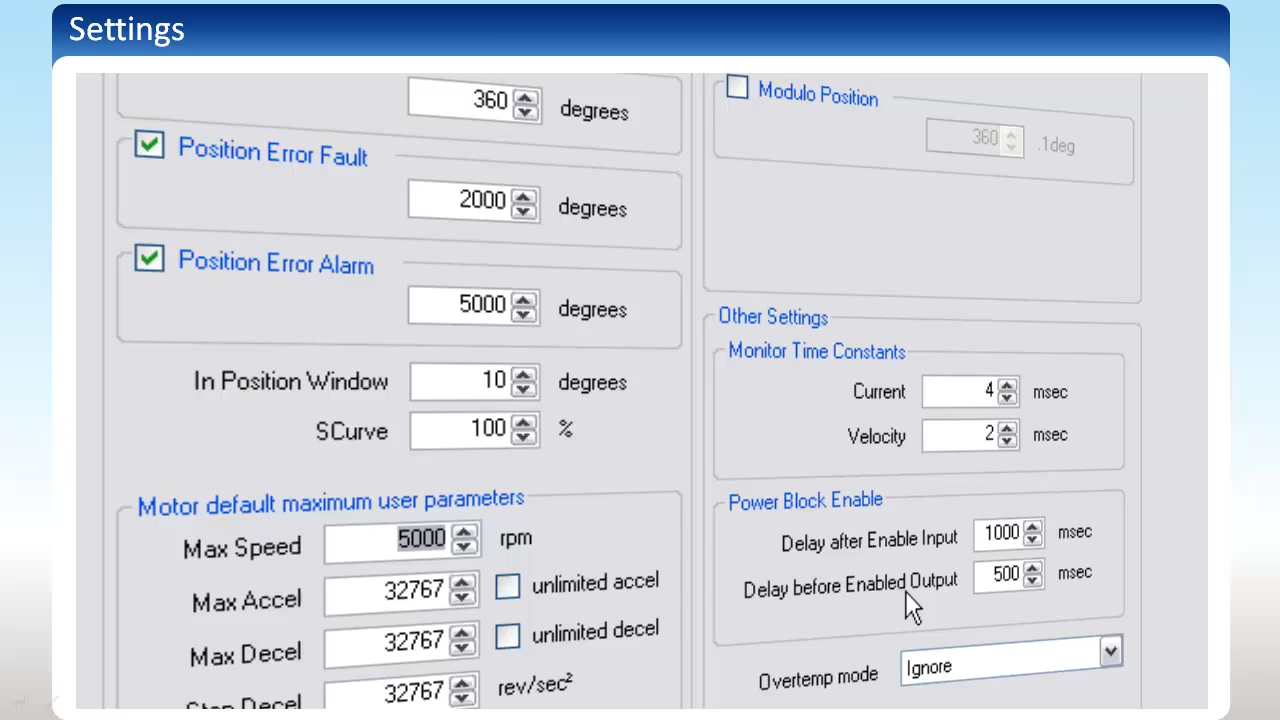 Settings
360 degrees
Position Error Fault
2000 degrees
Position Error Alarm
5000 degrees
In Position Window 10 degrees
SCurve 100 %
Motor default maximum user parameters
Max Speed 5000 rpm
Max Accel 32767 unlimited accel
Max Decel 32767 unlimited decel
Stop Decel 32767 rev/sec²
Modulo Position
360 .1deg
Other Settings
Monitor Time Constants
Current 4 msec
Velocity 2 msec
Power Block Enable
Delay after Enable Input 1000 msec
Delay before Enabled Output 500 msec
Overtemp mode Ignore